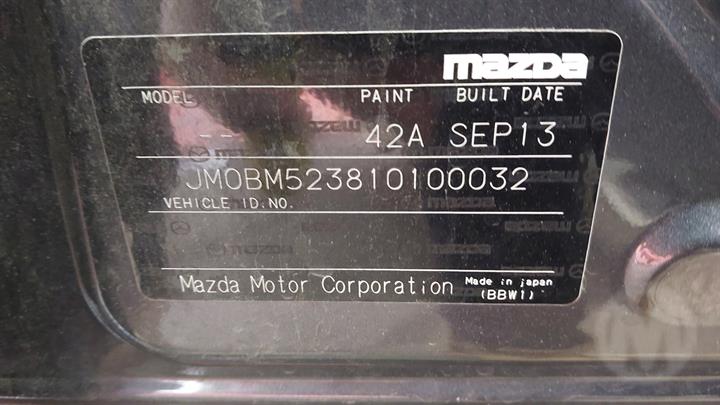 mazda
MODEL PAINT BUILT DATE
-- 42A SEP13
JM0BM523810100032
VEHICLE ID.NO.
Mazda Motor Corporation Made in japan
(BBW1)